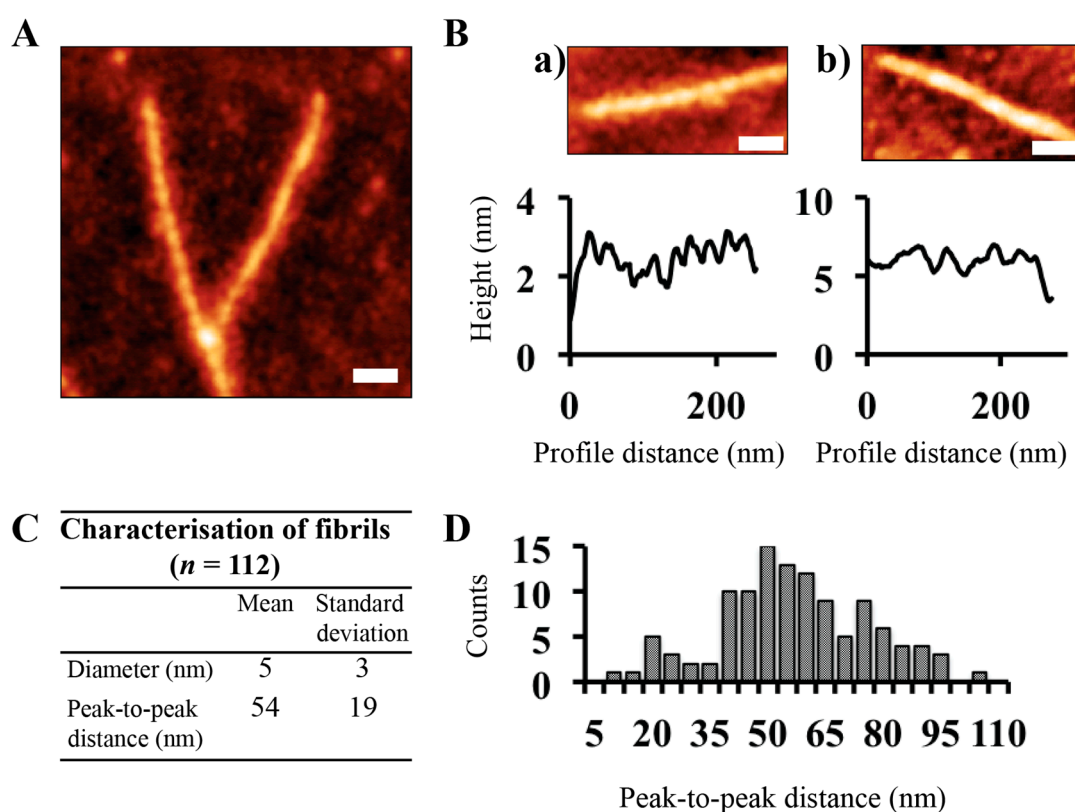 A
B
a)
b)
4
2
0
Height (nm)
0
200
Profile distance (nm)
10
5
0
0
200
Profile distance (nm)
C
Characterisation of fibrils
(n = 112)
Mean
Standard
deviation
Diameter (nm)
5
3
Peak-to-peak
distance (nm)
54
19
D
15
10
5
0
Counts
5 20 35 50 65 80 95 110
Peak-to-peak distance (nm)